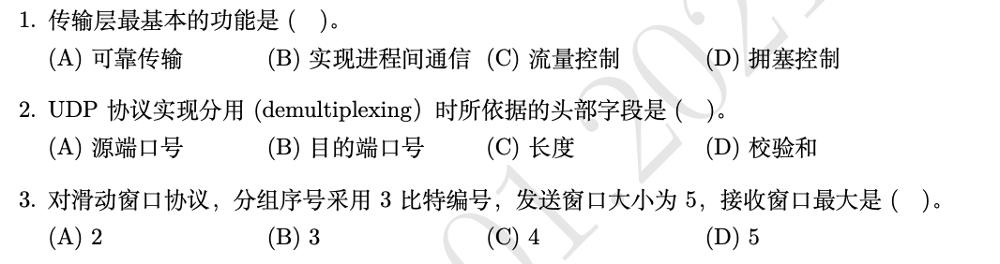 1. 传输层最基本的功能是 ( )。
(A) 可靠传输 (B) 实现进程间通信 (C) 流量控制 (D) 拥塞控制
2. UDP 协议实现分用 (demultiplexing) 时所依据的头部字段是 ( )。
(A) 源端口号 (B) 目的端口号 (C) 长度 (D) 校验和
3. 对滑动窗口协议，分组序号采用 3 比特编号，发送窗口大小为 5，接收窗口最大是 ( )。
(A) 2 (B) 3 (C) 4 (D) 5